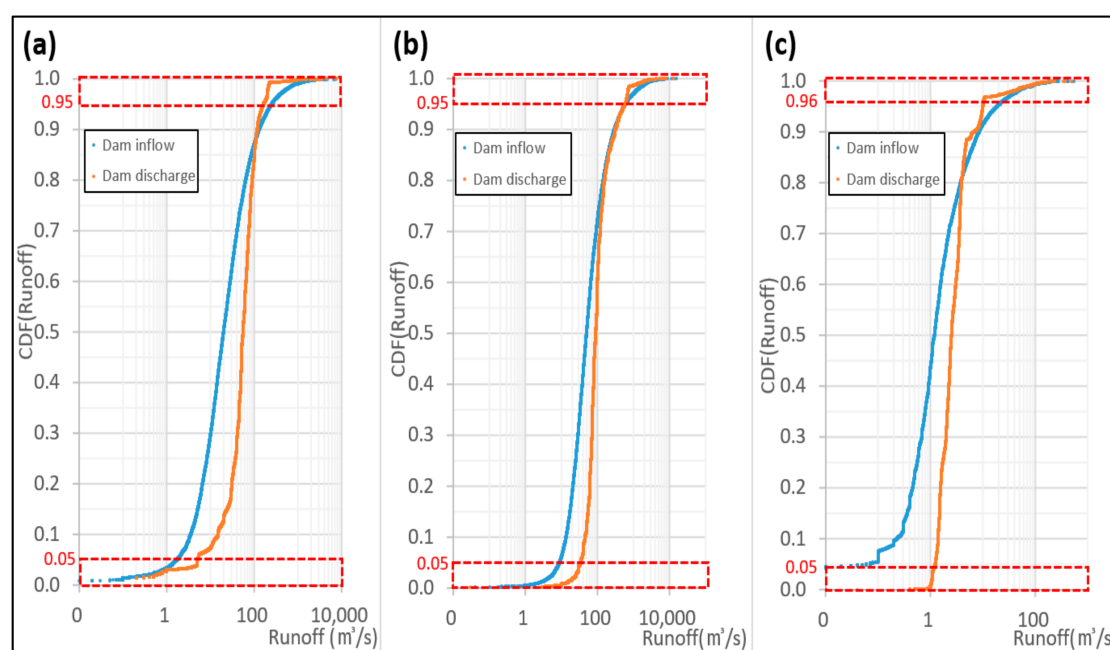 (a)
1.0
0.95
0.9
Dam inflow
Dam discharge
0.8
0.7
0.6
0.5
0.4
0.3
0.2
0.1
0.05
0.0
CDF(Runoff)
0 1 100 10,000
Runoff (m³/s)
(b)
1.0
0.95
0.9
Dam inflow
Dam discharge
0.8
0.7
0.6
0.5
0.4
0.3
0.2
0.1
0.05
0.0
CDF(Runoff)
0 1 100 10,000
Runoff(m³/s)
(c)
1.0
0.96
0.9
Dam inflow
Dam discharge
0.8
0.7
0.6
0.5
0.4
0.3
0.2
0.1
0.05
0.0
CDF(Runoff)
0 1 100
Runoff(m³/s)